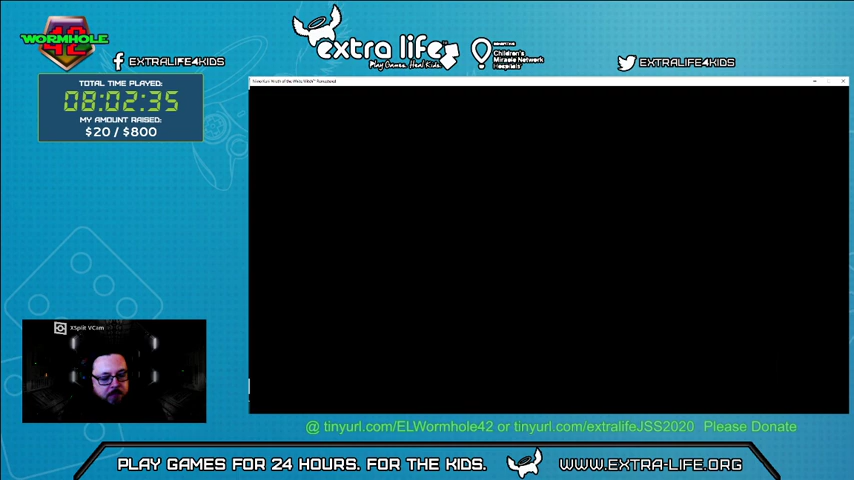 WORMHOLE
42
EXTRALIFE4KIDS
extra life
Play Games. Heal Kids.
BENEFITING
Children's
Miracle Network
Hospitals
EXTRALIFE4KIDS
TOTAL TIME PLAYED:
08:02:35
MY AMOUNT RAISED:
$20 / $800
XSplit VCam
@ tinyurl.com/ELWormhole42 or tinyurl.com/extralifeJSS2020 Please Donate
PLAY GAMES FOR 24 HOURS. FOR THE KIDS.
WWW.EXTRA-LIFE.ORG